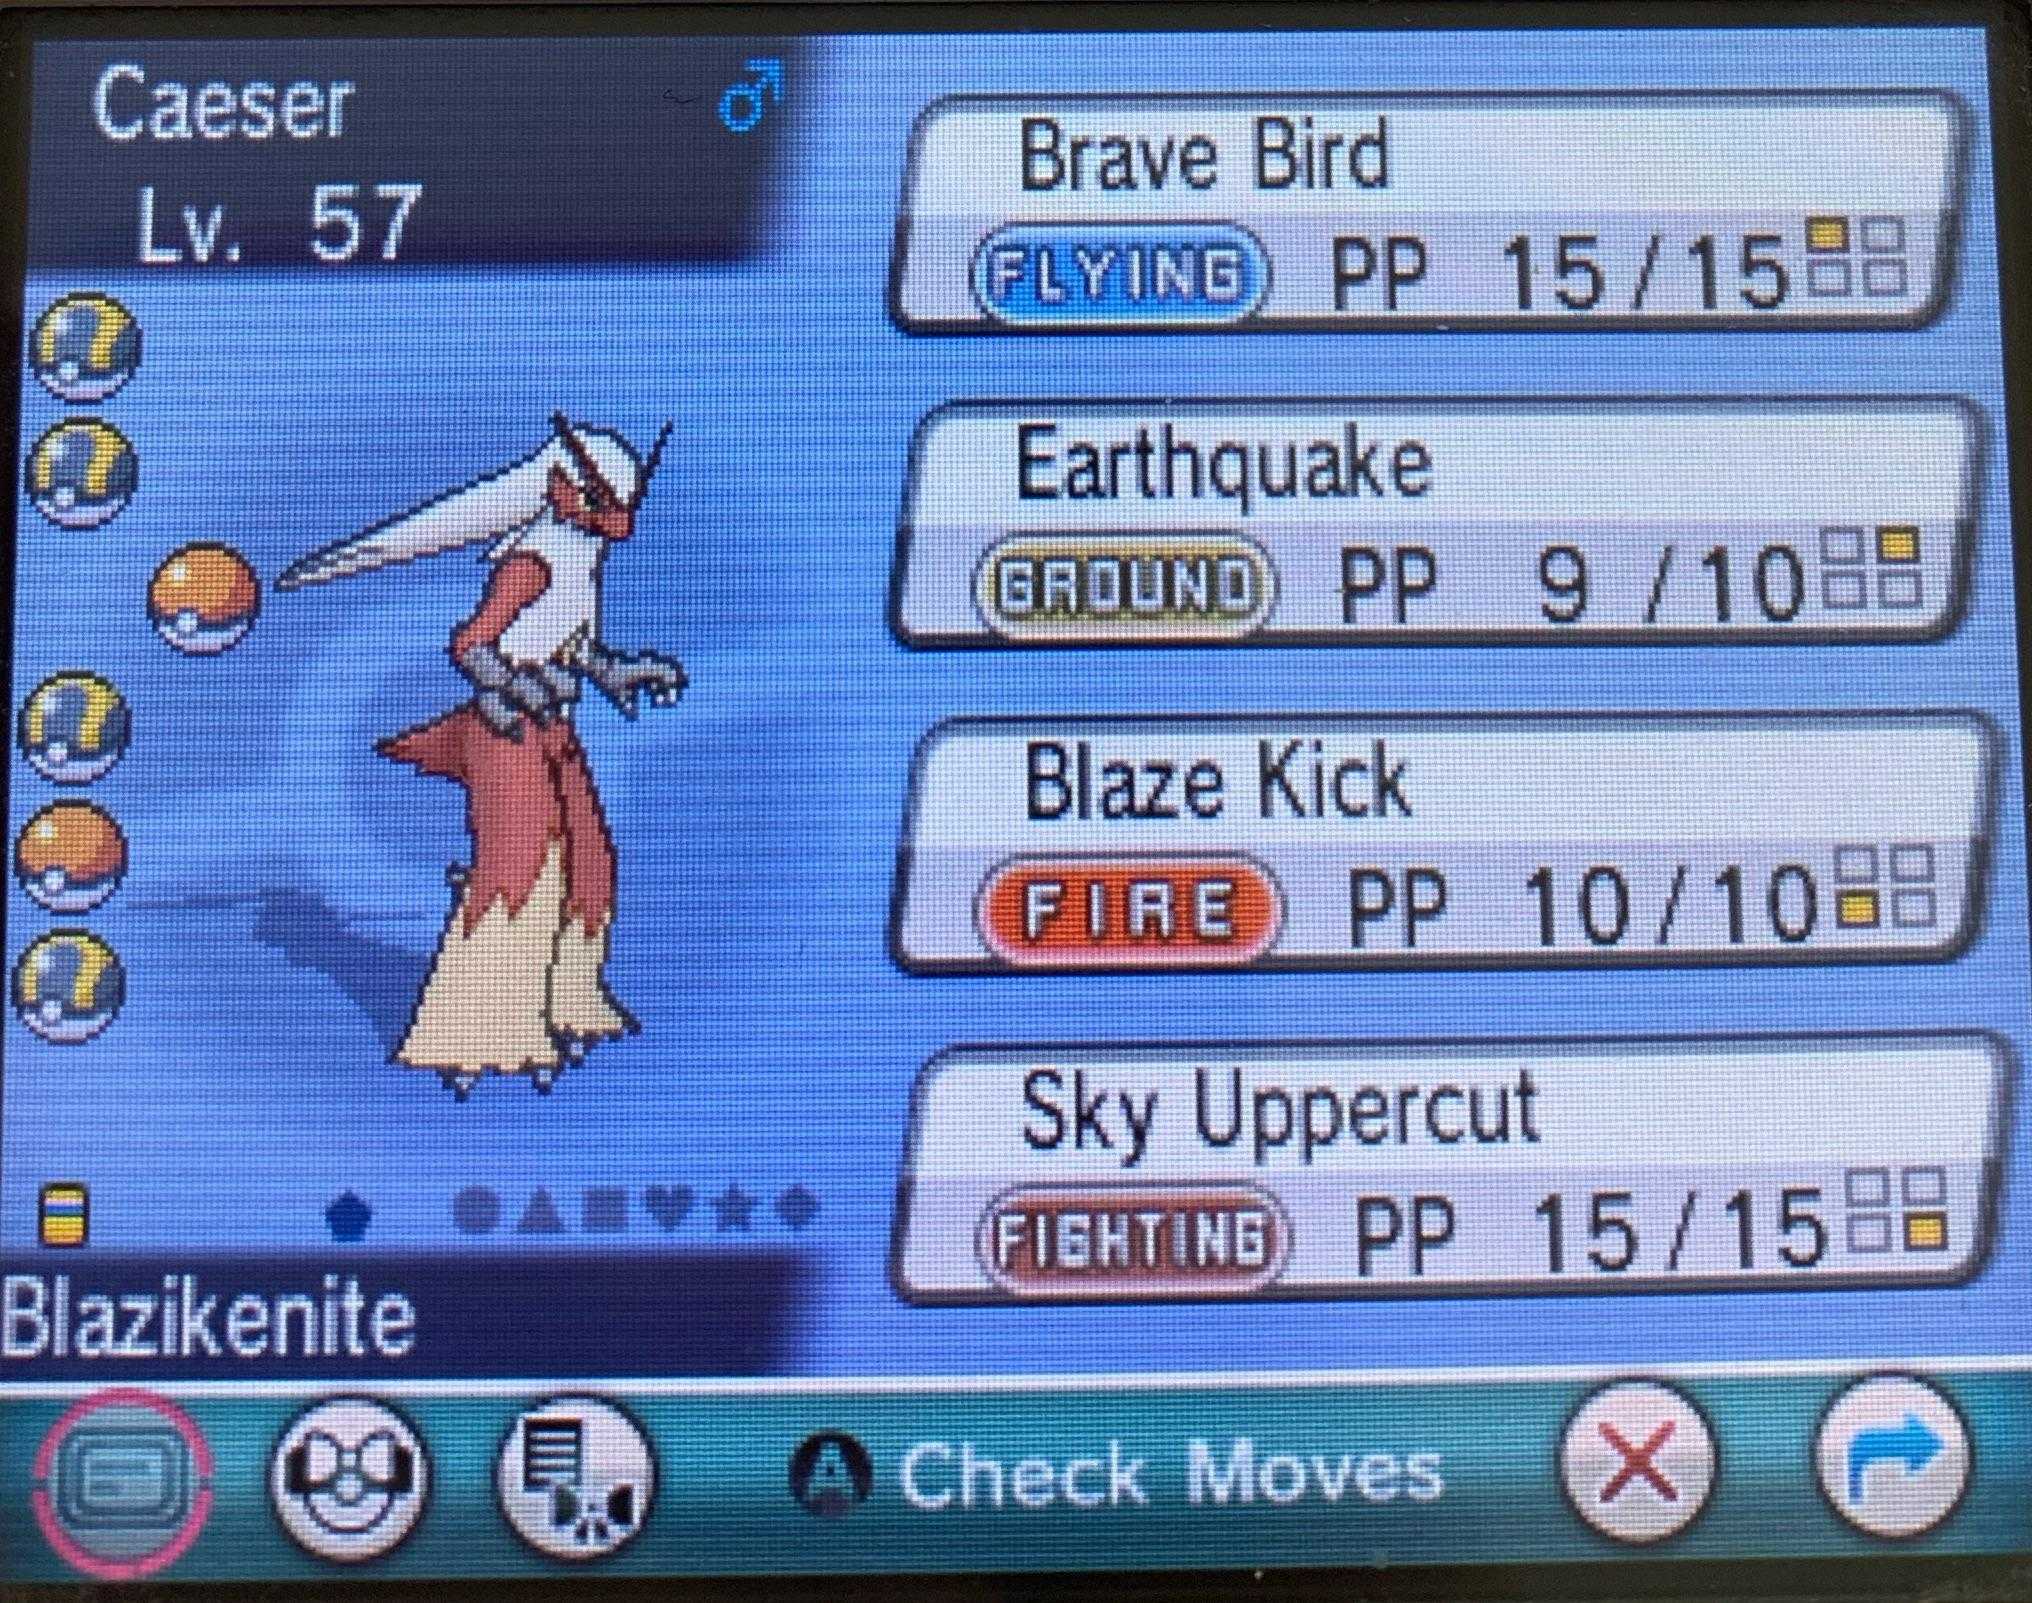 Caeser ♂
Lv. 57
Brave Bird
FLYING PP 15/15
Earthquake
GROUND PP 9 /10
Blaze Kick
FIRE PP 10/10
Sky Uppercut
FIGHTING PP 15/15
Blazikenite
A Check Moves